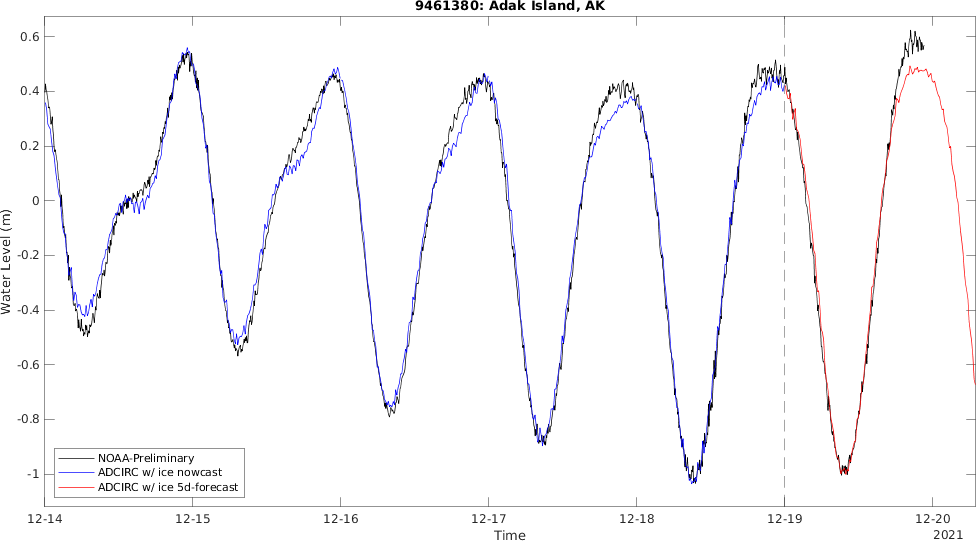 9461380: Adak Island, AK
Water Level (m)
0.6
0.4
0.2
0
-0.2
-0.4
-0.6
-0.8
-1
NOAA-Preliminary
ADCIRC w/ ice nowcast
ADCIRC w/ ice 5d-forecast
12-14 12-15 12-16 12-17 12-18 12-19 12-20
Time
2021